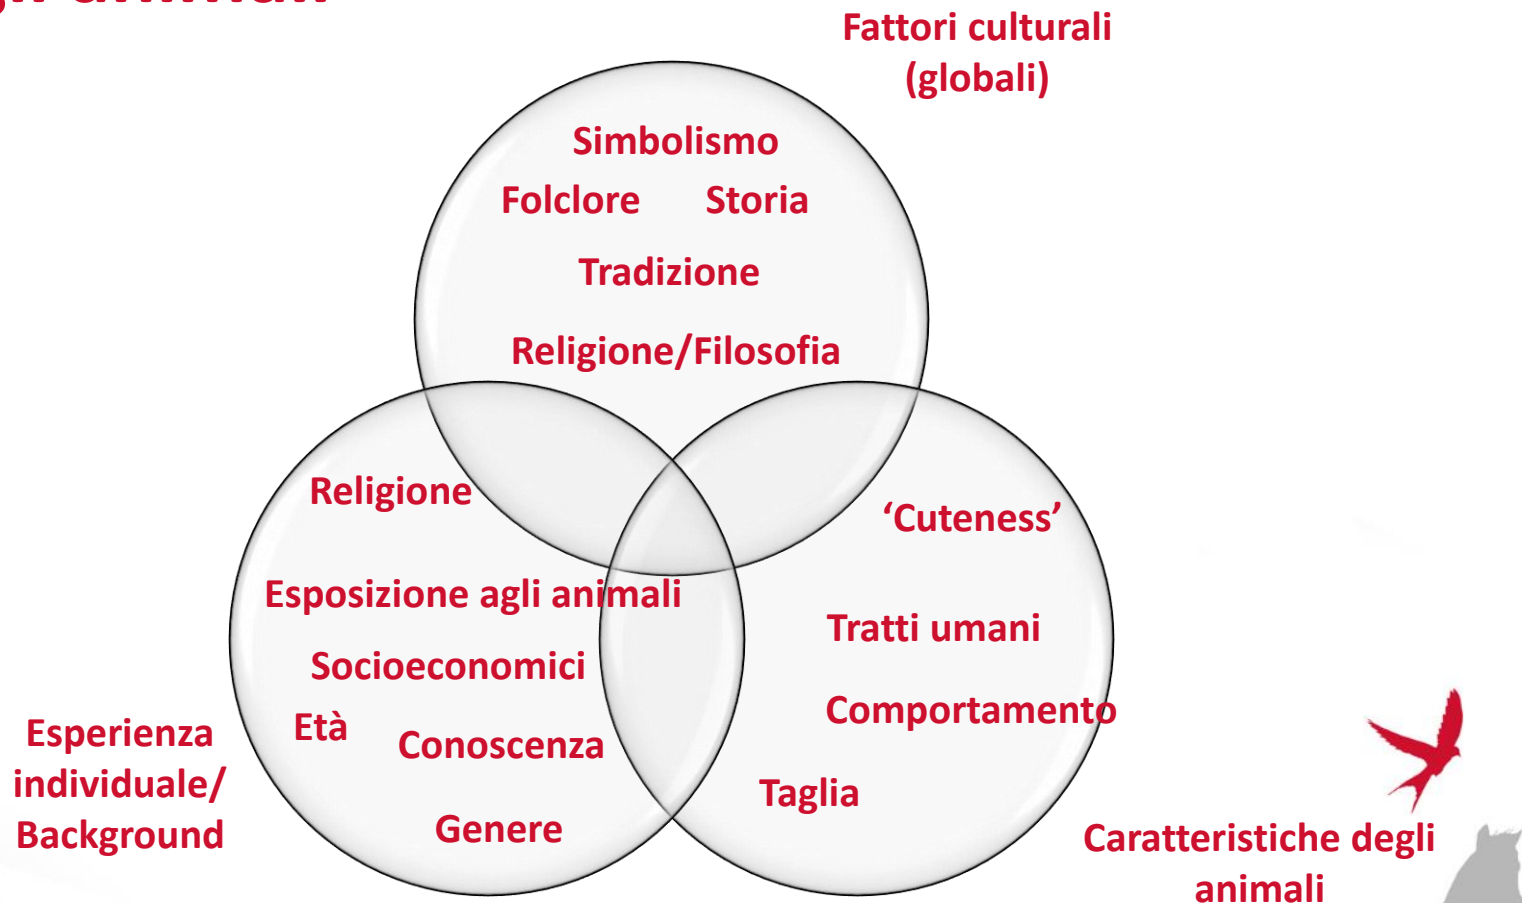 Fattori culturali
(globali)
Simbolismo
Folclore Storia
Tradizione
Religione/Filosofia
Religione
‘Cuteness’
Esposizione agli animali
Tratti umani
Socioeconomici
Comportamento
Età
Conoscenza
Esperienza
individuale/
Background
Taglia
Genere
Caratteristiche degli
animali